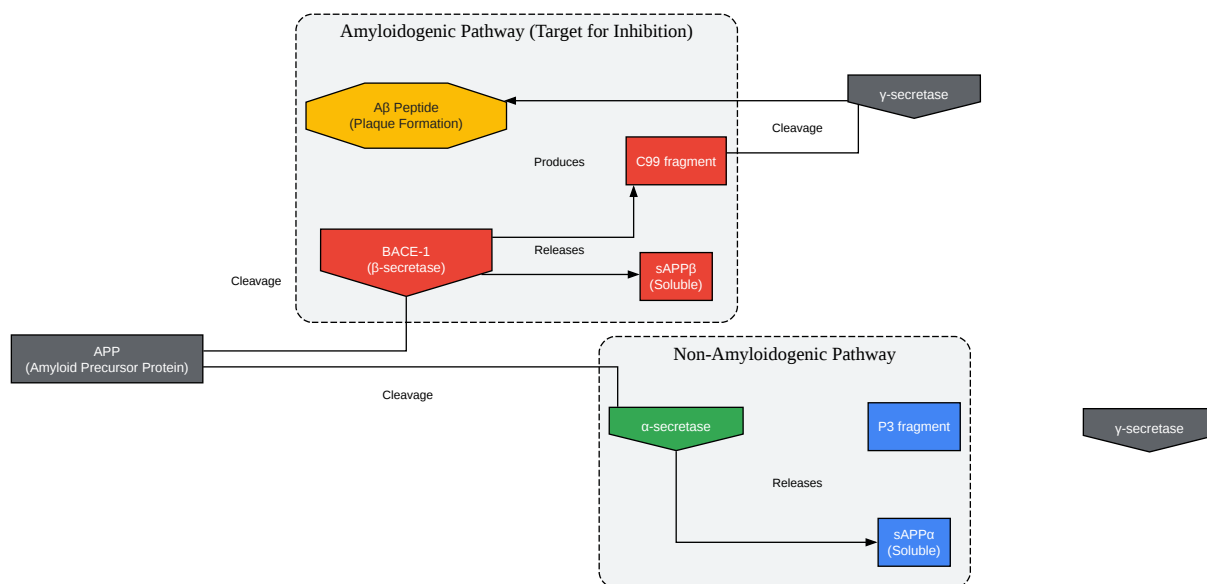 Amyloidogenic Pathway (Target for Inhibition)
Aβ Peptide
(Plaque Formation)
γ-secretase
Cleavage
C99 fragment
Produces
BACE-1
(β-secretase)
Releases
sAPPβ
(Soluble)
Cleavage
APP
(Amyloid Precursor Protein)
Non-Amyloidogenic Pathway
Cleavage
α-secretase
P3 fragment
γ-secretase
Releases
sAPPα
(Soluble)